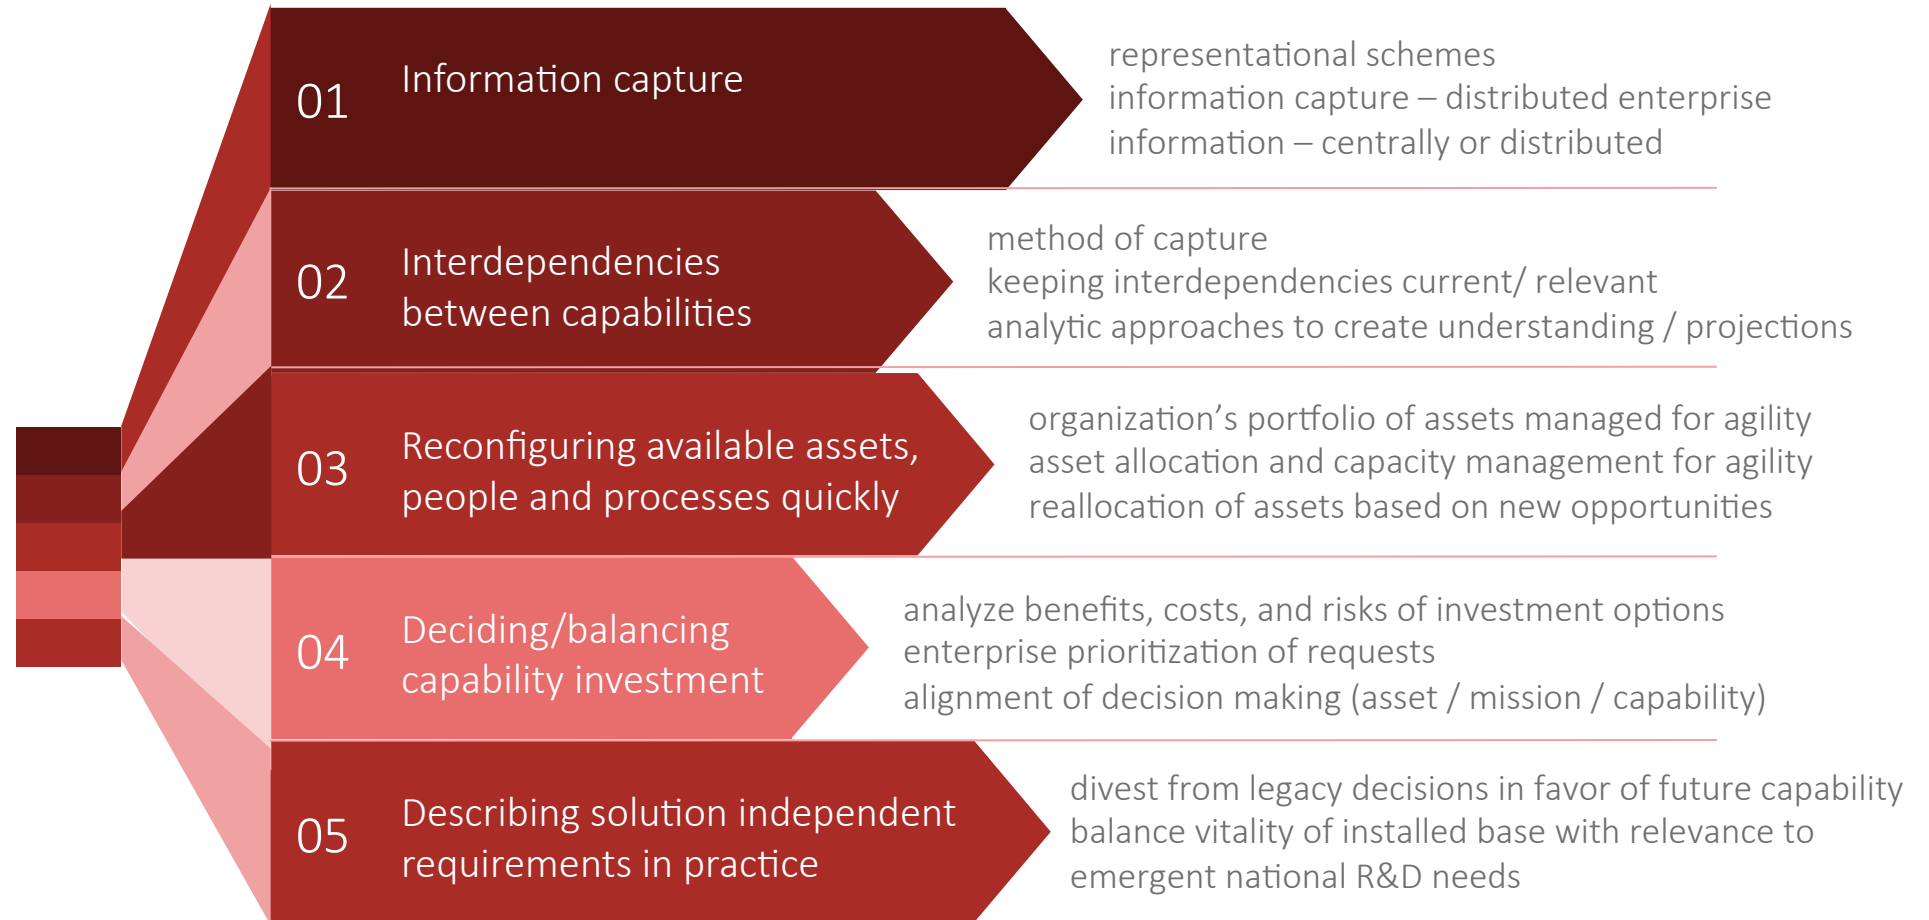 01
Information capture
representational schemes
information capture – distributed enterprise
information – centrally or distributed
02
Interdependencies
between capabilities
method of capture
keeping interdependencies current/ relevant
analytic approaches to create understanding / projections
03
Reconfiguring available assets,
people and processes quickly
organization’s portfolio of assets managed for agility
asset allocation and capacity management for agility
reallocation of assets based on new opportunities
04
Deciding/balancing
capability investment
analyze benefits, costs, and risks of investment options
enterprise prioritization of requests
alignment of decision making (asset / mission / capability)
05
Describing solution independent
requirements in practice
divest from legacy decisions in favor of future capability
balance vitality of installed base with relevance to
emergent national R&D needs